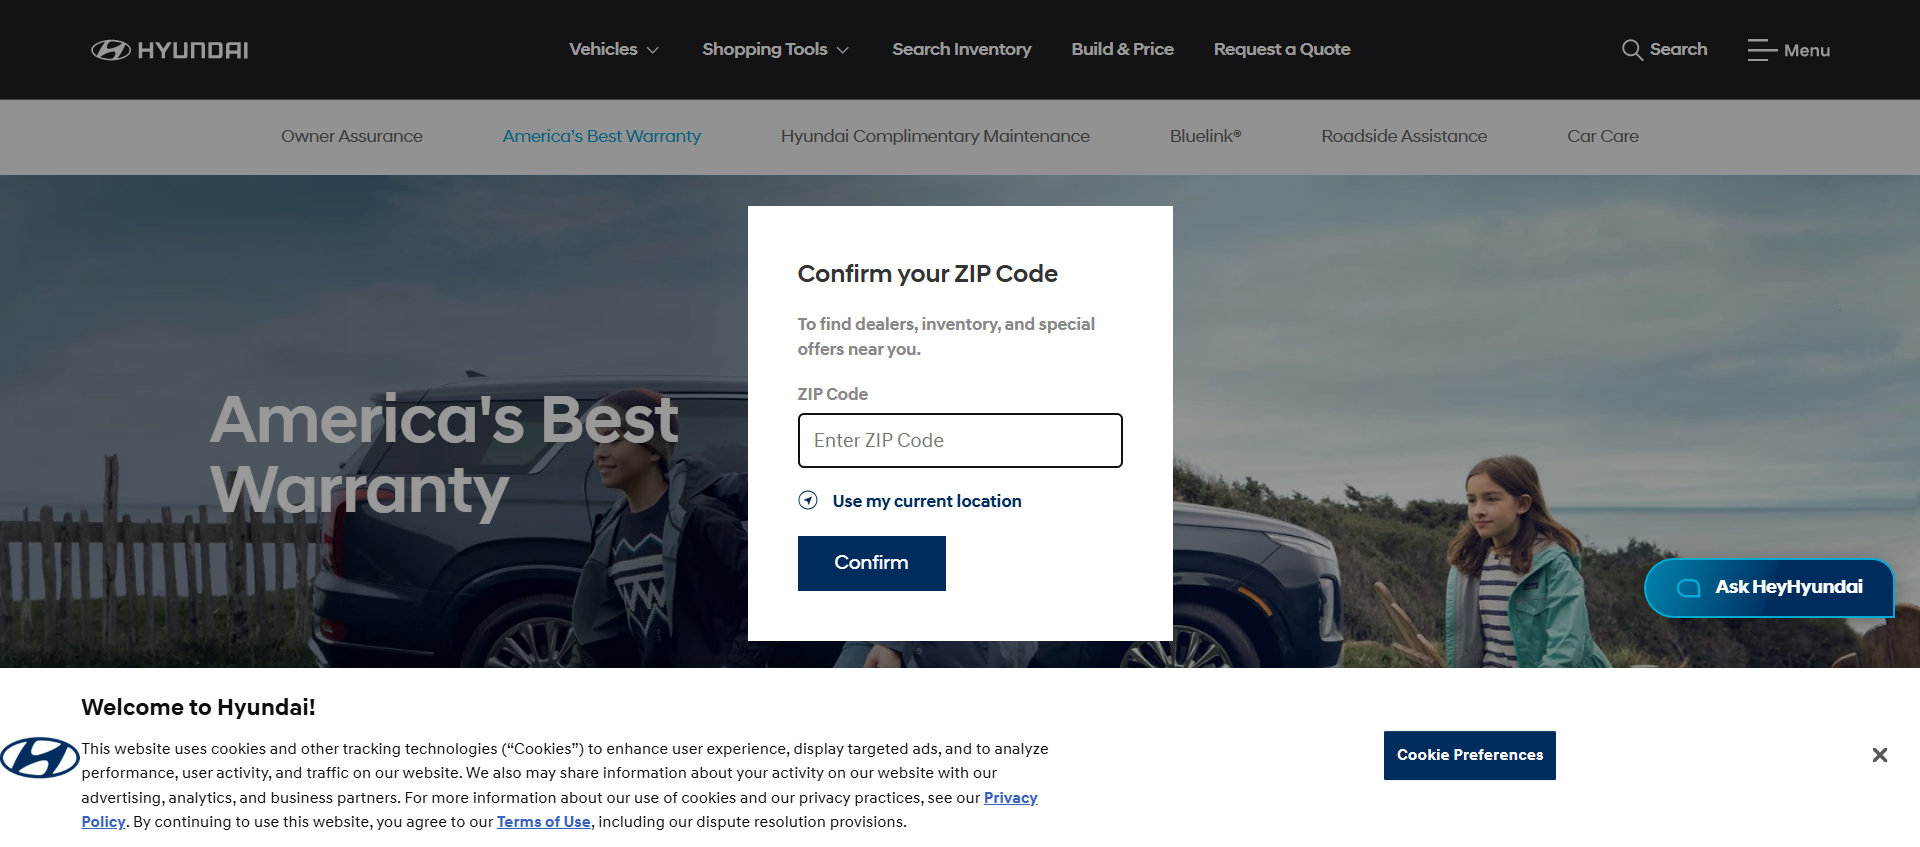 HYUNDAI
Vehicles
Shopping Tools
Search Inventory
Build & Price
Request a Quote
Search
Menu
Owner Assurance
America's Best Warranty
Hyundai Complimentary Maintenance
Bluelink®
Roadside Assistance
Car Care
America's Best
Warranty
Confirm your ZIP Code
To find dealers, inventory, and special
offers near you.
ZIP Code
Enter ZIP Code
Use my current location
Confirm
Ask HeyHyundai
Welcome to Hyundai!
This website uses cookies and other tracking technologies (“Cookies”) to enhance user experience, display targeted ads, and to analyze
performance, user activity, and traffic on our website. We also may share information about your activity on our website with our
advertising, analytics, and business partners. For more information about our use of cookies and our privacy practices, see our Privacy
Policy. By continuing to use this website, you agree to our Terms of Use, including our dispute resolution provisions.
Cookie Preferences